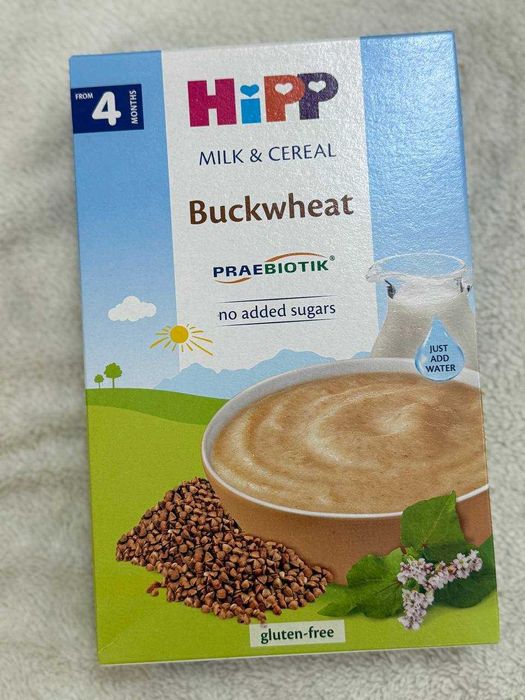 FROM
4
MONTHS
HiPP
MILK & CEREAL
Buckwheat
PRAEBIOTIK®
no added sugars
JUST
ADD
WATER
gluten-free